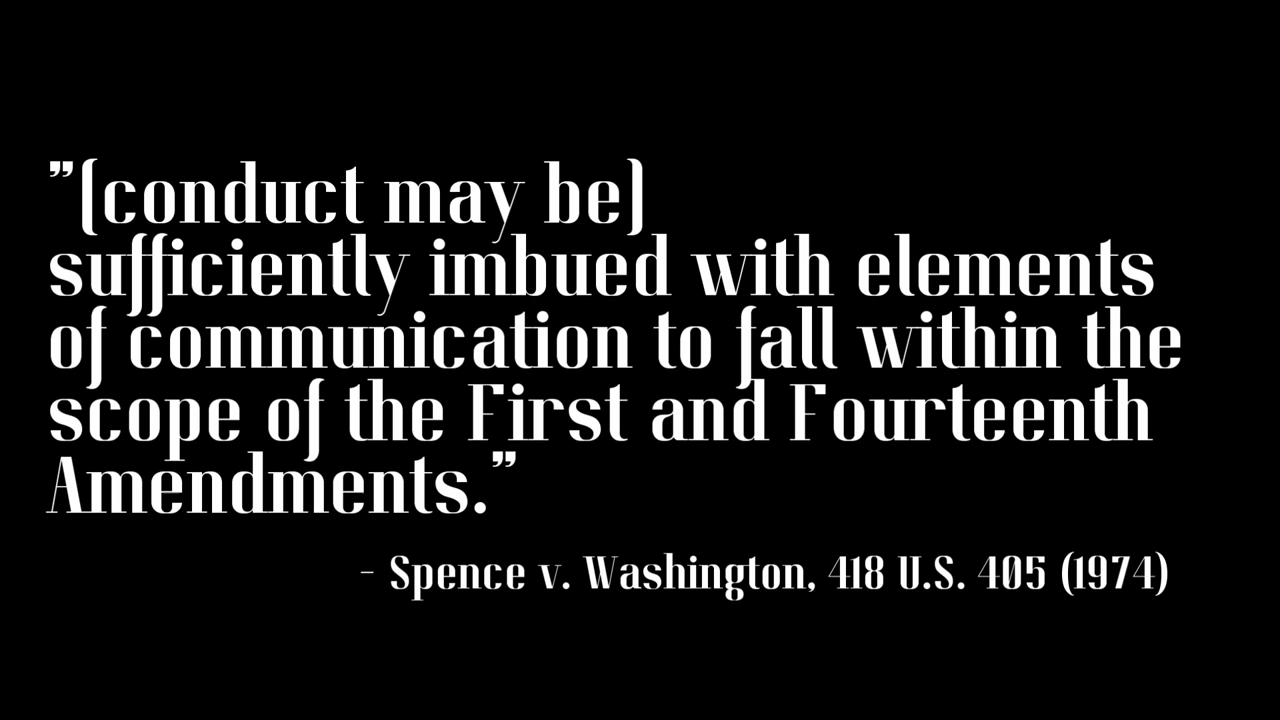 ”(conduct may be)
sufficiently imbued with elements
of communication to fall within the
scope of the First and Fourteenth
Amendments.”
- Spence v. Washington, 418 U.S. 405 (1974)